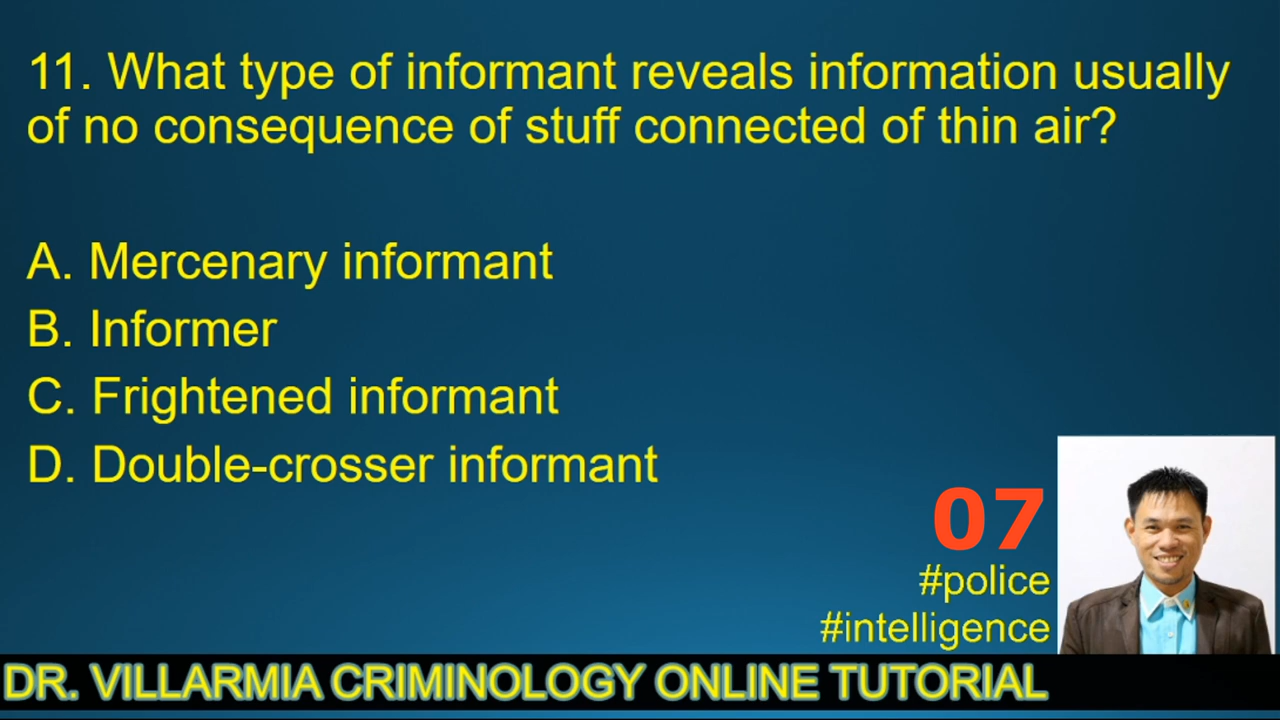 11. What type of informant reveals information usually
of no consequence of stuff connected of thin air?
A. Mercenary informant
B. Informer
C. Frightened informant
D. Double-crosser informant
07
#police
#intelligence
DR. VILLARMIA CRIMINOLOGY ONLINE TUTORIAL